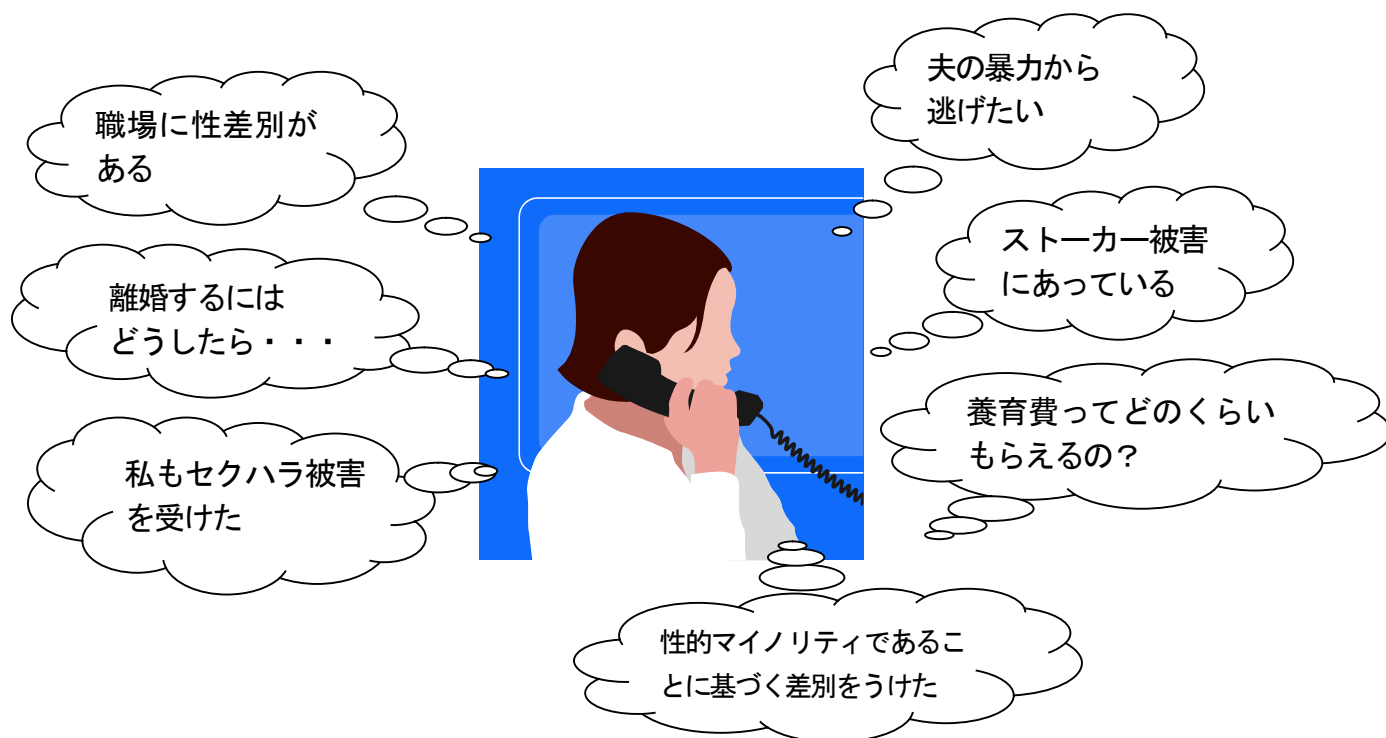 職場に性差別が
ある
離婚するには
どうしたら・・・
私もセクハラ被害
を受けた
夫の暴力から
逃げたい
ストーカー被害
にあっている
養育費ってどのくらい
もらえるの？
性的マイノリティであるこ
とに基づく差別をうけた